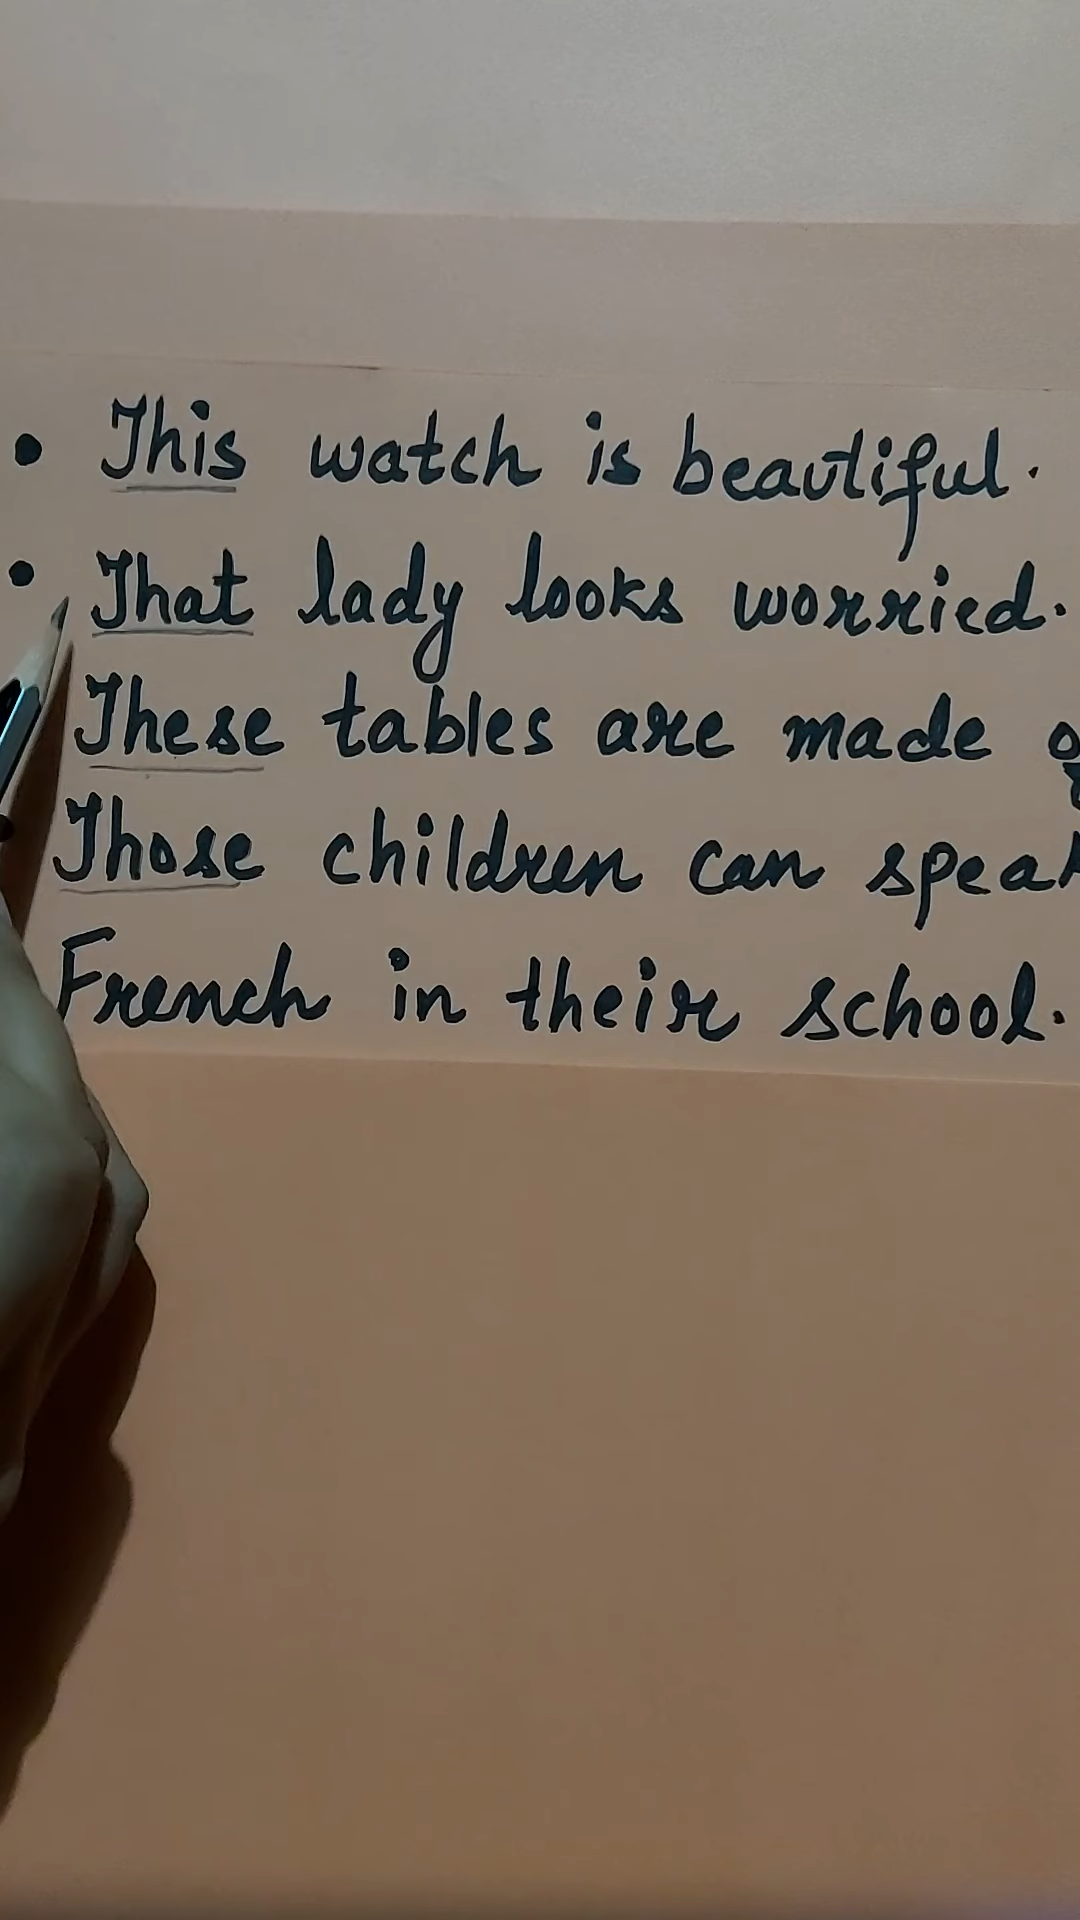 • This watch is beautiful.
• That lady looks worried.
These tables are made
Those children can speak
French in their school.